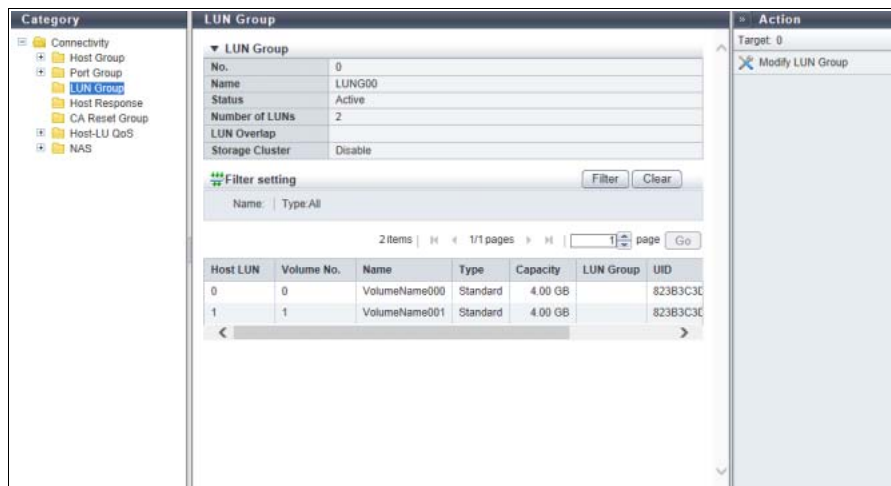 Category
Connectivity
Host Group
Port Group
LUN Group
Host Response
CA Reset Group
Host-LU QoS
NAS
LUN Group
LUN Group
No. 0
Name LUNG00
Status Active
Number of LUNs 2
LUN Overlap
Storage Cluster Disable
Filter setting Filter Clear
Name: Type:All
2 items 1/1 pages 1 page Go
Host LUN Volume No. Name Type Capacity LUN Group UID
0 0 VolumeName000 Standard 4.00 GB 823B3C3D
1 1 VolumeName001 Standard 4.00 GB 823B3C3D
» Action
Target: 0
Modify LUN Group